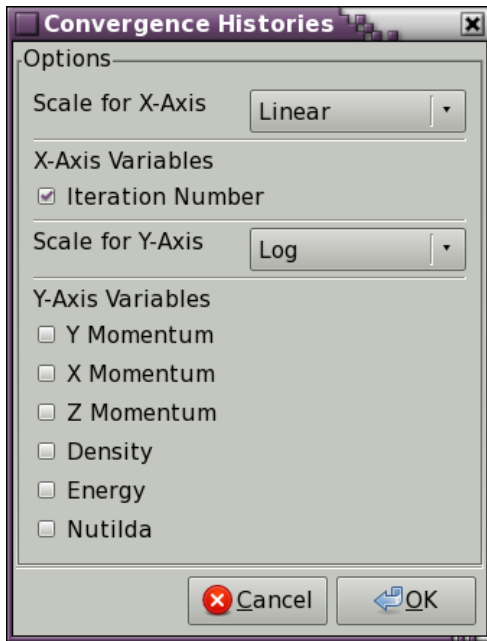 Convergence Histories
Options
Scale for X-Axis
Linear
X-Axis Variables
Iteration Number
Scale for Y-Axis
Log
Y-Axis Variables
Y Momentum
X Momentum
Z Momentum
Density
Energy
Nutilda
Cancel
OK